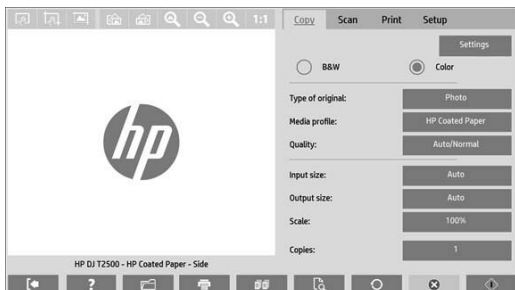 1:1
Copy Scan Print Setup
Settings
B&W Color
Type of original: Photo
Media profile: HP Coated Paper
Quality: Auto/Normal
Input size: Auto
Output size: Auto
Scale: 100%
Copies: 1
hp
HP DJ T2500 - HP Coated Paper - Side
?